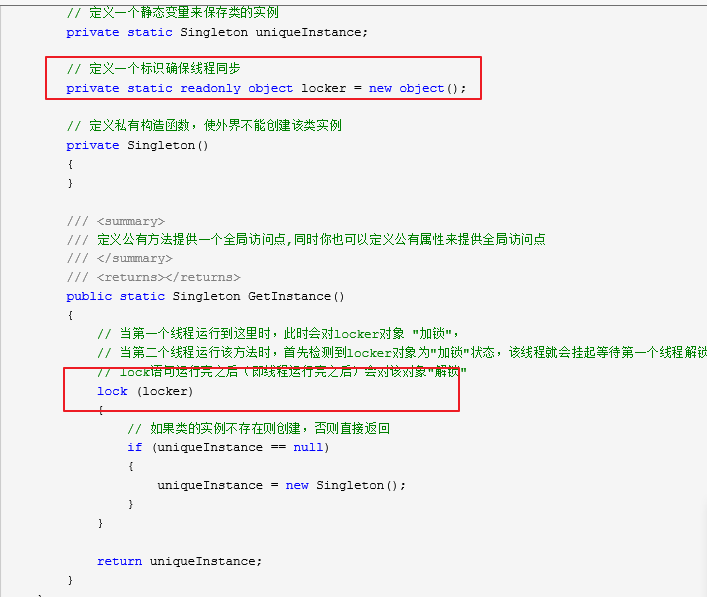 // 定义一个静态变量来保存类的实例
private static Singleton uniqueInstance;
// 定义一个标识确保线程同步
private static readonly object locker = new object();
// 定义私有构造函数，使外界不能创建该类实例
private Singleton()
{
}
/// <summary>
/// 定义公有方法提供一个全局访问点,同时你也可以定义公有属性来提供全局访问点
/// </summary>
/// <returns></returns>
public static Singleton GetInstance()
{
// 当第一个线程运行到这里时，此时会对locker对象 "加锁"，
// 当第二个线程运行该方法时，首先检测到locker对象为"加锁"状态，该线程就会挂起等待第一个线程解锁
// lock语句运行完之后（即线程运行完之后）会对该对象"解锁"
lock (locker)
{
// 如果类的实例不存在则创建，否则直接返回
if (uniqueInstance == null)
{
uniqueInstance = new Singleton();
}
}
return uniqueInstance;
}